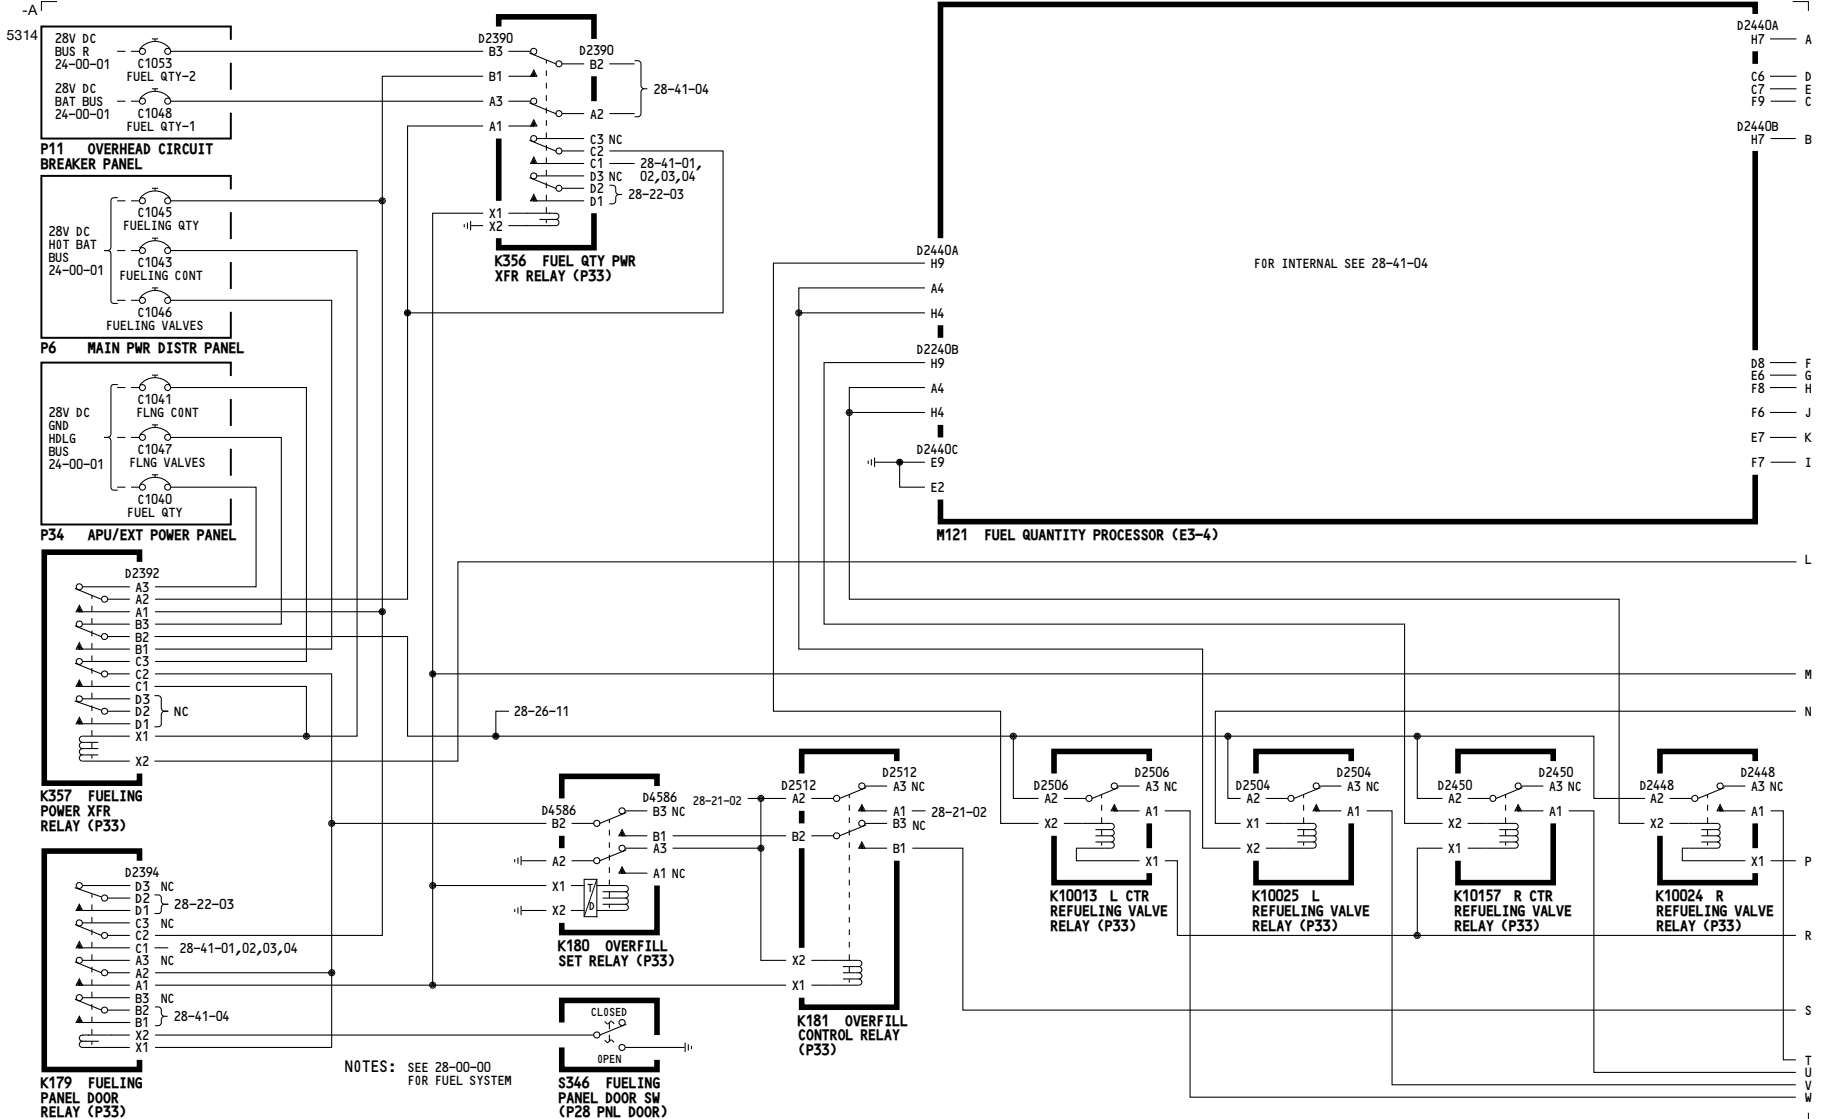 -A
5314
28V DC
BUS R
24-00-01
C1053
FUEL QTY-2
28V DC
BAT BUS
24-00-01
C1048
FUEL QTY-1
P11 OVERHEAD CIRCUIT
BREAKER PANEL
28V DC
HOT BAT
BUS
24-00-01
C1045
FUELING QTY
C1043
FUELING CONT
C1046
FUELING VALVES
P6 MAIN PWR DISTR PANEL
28V DC
GND
HDLG
BUS
24-00-01
C1041
FLNG CONT
C1047
FLNG VALVES
C1040
FUEL QTY
P34 APU/EXT POWER PANEL
D2392
A3
A2
A1
B3
B2
B1
C3
C2
C1
D3
D2 NC
D1
X1
X2
K357 FUELING
POWER XFR
RELAY (P33)
D2394
D3 NC
D2
D1
28-22-03
C3 NC
C2
C1 28-41-01,02,03,04
A3 NC
A2
A1
B3 NC
B2
B1
28-41-04
X2
X1
K179 FUELING
PANEL DOOR
RELAY (P33)
NOTES: SEE 28-00-00
FOR FUEL SYSTEM
D2390
B3
B1
A3
A1
X1
X2
D2390
B2
28-41-04
A2
C3 NC
C2
C1 28-41-01,
02,03,04
D3 NC
D2
D1
28-22-03
K356 FUEL QTY PWR
XFR RELAY (P33)
28-26-11
D4586
B2
A2
X1
X2
T/D
D4586
B3 NC
B1
A3
A1 NC
K180 OVERFILL
SET RELAY (P33)
CLOSED
OPEN
S346 FUELING
PANEL DOOR SW
(P28 PNL DOOR)
28-21-02
D2512
A2
B2
X2
X1
D2512
A3 NC
A1 28-21-02
B3 NC
B1
K181 OVERFILL
CONTROL RELAY
(P33)
D2440A
H9
A4
H4
D2240B
H9
A4
H4
D2440C
E9
E2
FOR INTERNAL SEE 28-41-04
D2440A
H7 A
C6 D
C7 E
F9 C
D2440B
H7 B
D8 F
E6 G
F8 H
F6 J
E7 K
F7 I
M121 FUEL QUANTITY PROCESSOR (E3-4)
L
M
N
D2506
A2
X2
D2506
A3 NC
A1
X1
K10013 L CTR
REFUELING VALVE
RELAY (P33)
D2504
A2
X1
X2
D2504
A3 NC
A1
K10025 L
REFUELING VALVE
RELAY (P33)
D2450
A2
X2
X1
D2450
A3 NC
A1
K10157 R CTR
REFUELING VALVE
RELAY (P33)
D2448
A2
X2
D2448
A3 NC
A1
X1
K10024 R
REFUELING VALVE
RELAY (P33)
P
R
S
T
U
V
W